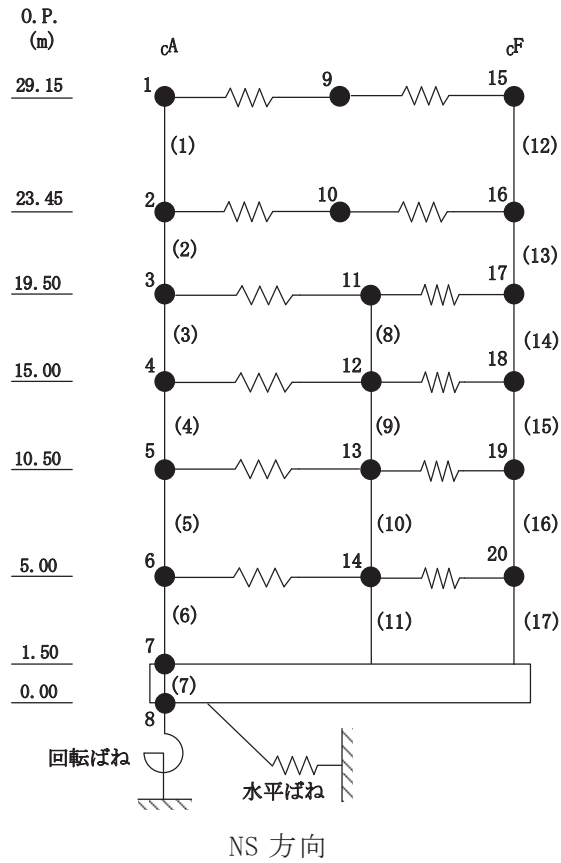 O.P.
(m)
cA cF
29.15 1 9 15
(1) (12)
23.45 2 10 16
(2) (13)
19.50 3 11 17
(3) (8) (14)
15.00 4 12 18
(4) (9) (15)
10.50 5 13 19
(5) (10) (16)
5.00 6 14 20
(6) (11) (17)
1.50 7
(7)
0.00
8
回転ばね
水平ばね
NS 方向